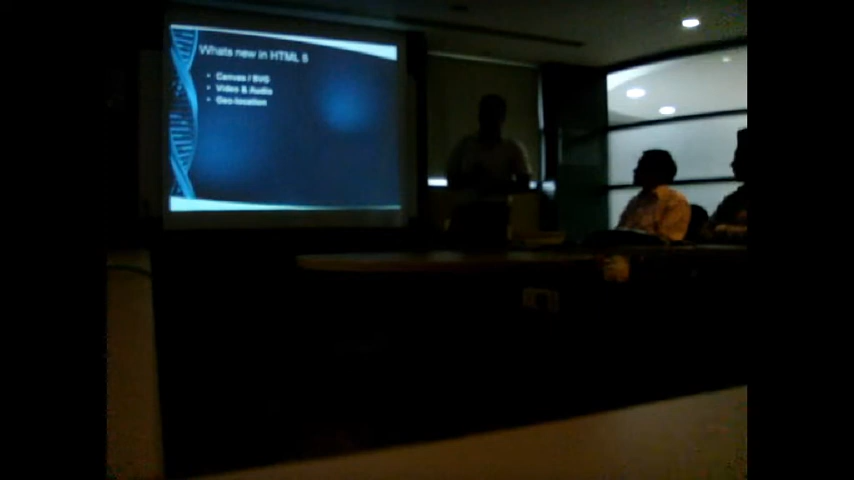 Whats new in HTML 5
• Canvas / SVG
• Video & Audio
• Geo-location